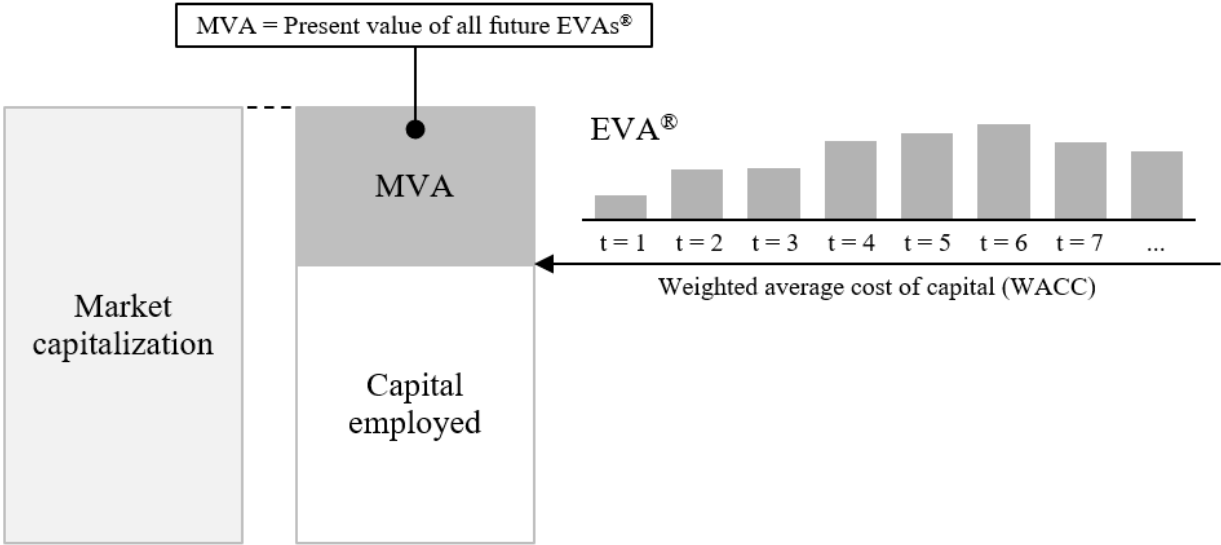 MVA = Present value of all future EVAs®
EVA®
MVA
t = 1 t = 2 t = 3 t = 4 t = 5 t = 6 t = 7 ...
Weighted average cost of capital (WACC)
Market
capitalization
Capital
employed